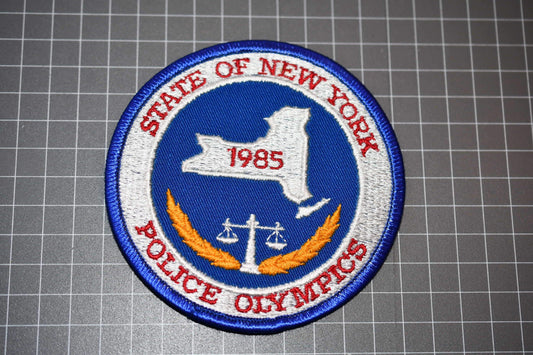 STATE OF NEW YORK
1985
POLICE OLYMPICS